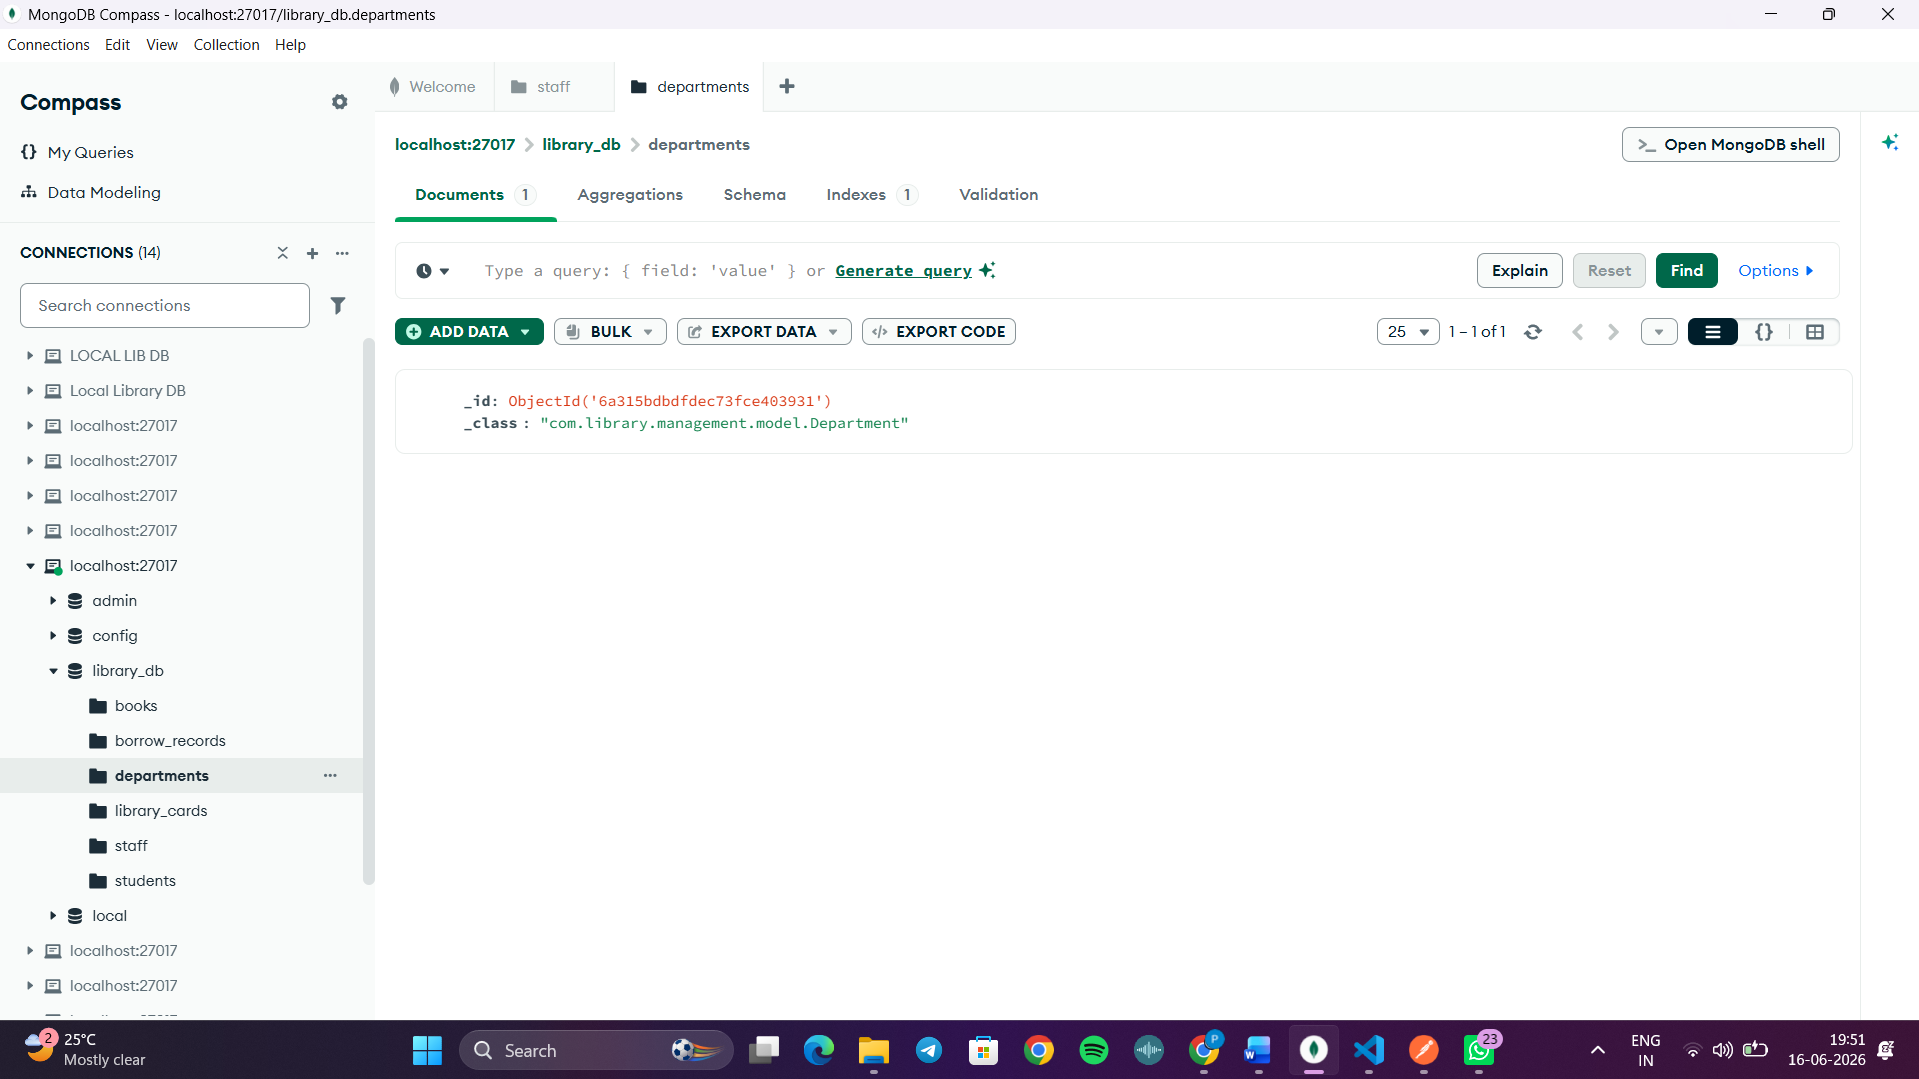 MongoDB Compass - localhost:27017/library_db.departments
Connections Edit View Collection Help
Compass
My Queries
Data Modeling
CONNECTIONS (14)
Search connections
LOCAL LIB DB
Local Library DB
localhost:27017
localhost:27017
localhost:27017
localhost:27017
localhost:27017
admin
config
library_db
books
borrow_records
departments
library_cards
staff
students
local
localhost:27017
localhost:27017
Welcome staff departments
localhost:27017 library_db departments
Open MongoDB shell
Documents 1 Aggregations Schema Indexes 1 Validation
Type a query: { field: 'value' } or Generate query
Explain Reset Find Options
ADD DATA BULK EXPORT DATA EXPORT CODE
25 1 – 1 of 1
_id: ObjectId('6a315bdbdfdec73fce403931')
_class : "com.library.management.model.Department"
2 25°C
Mostly clear
Search
P
W
23
ENG
IN
19:51
16-06-2026